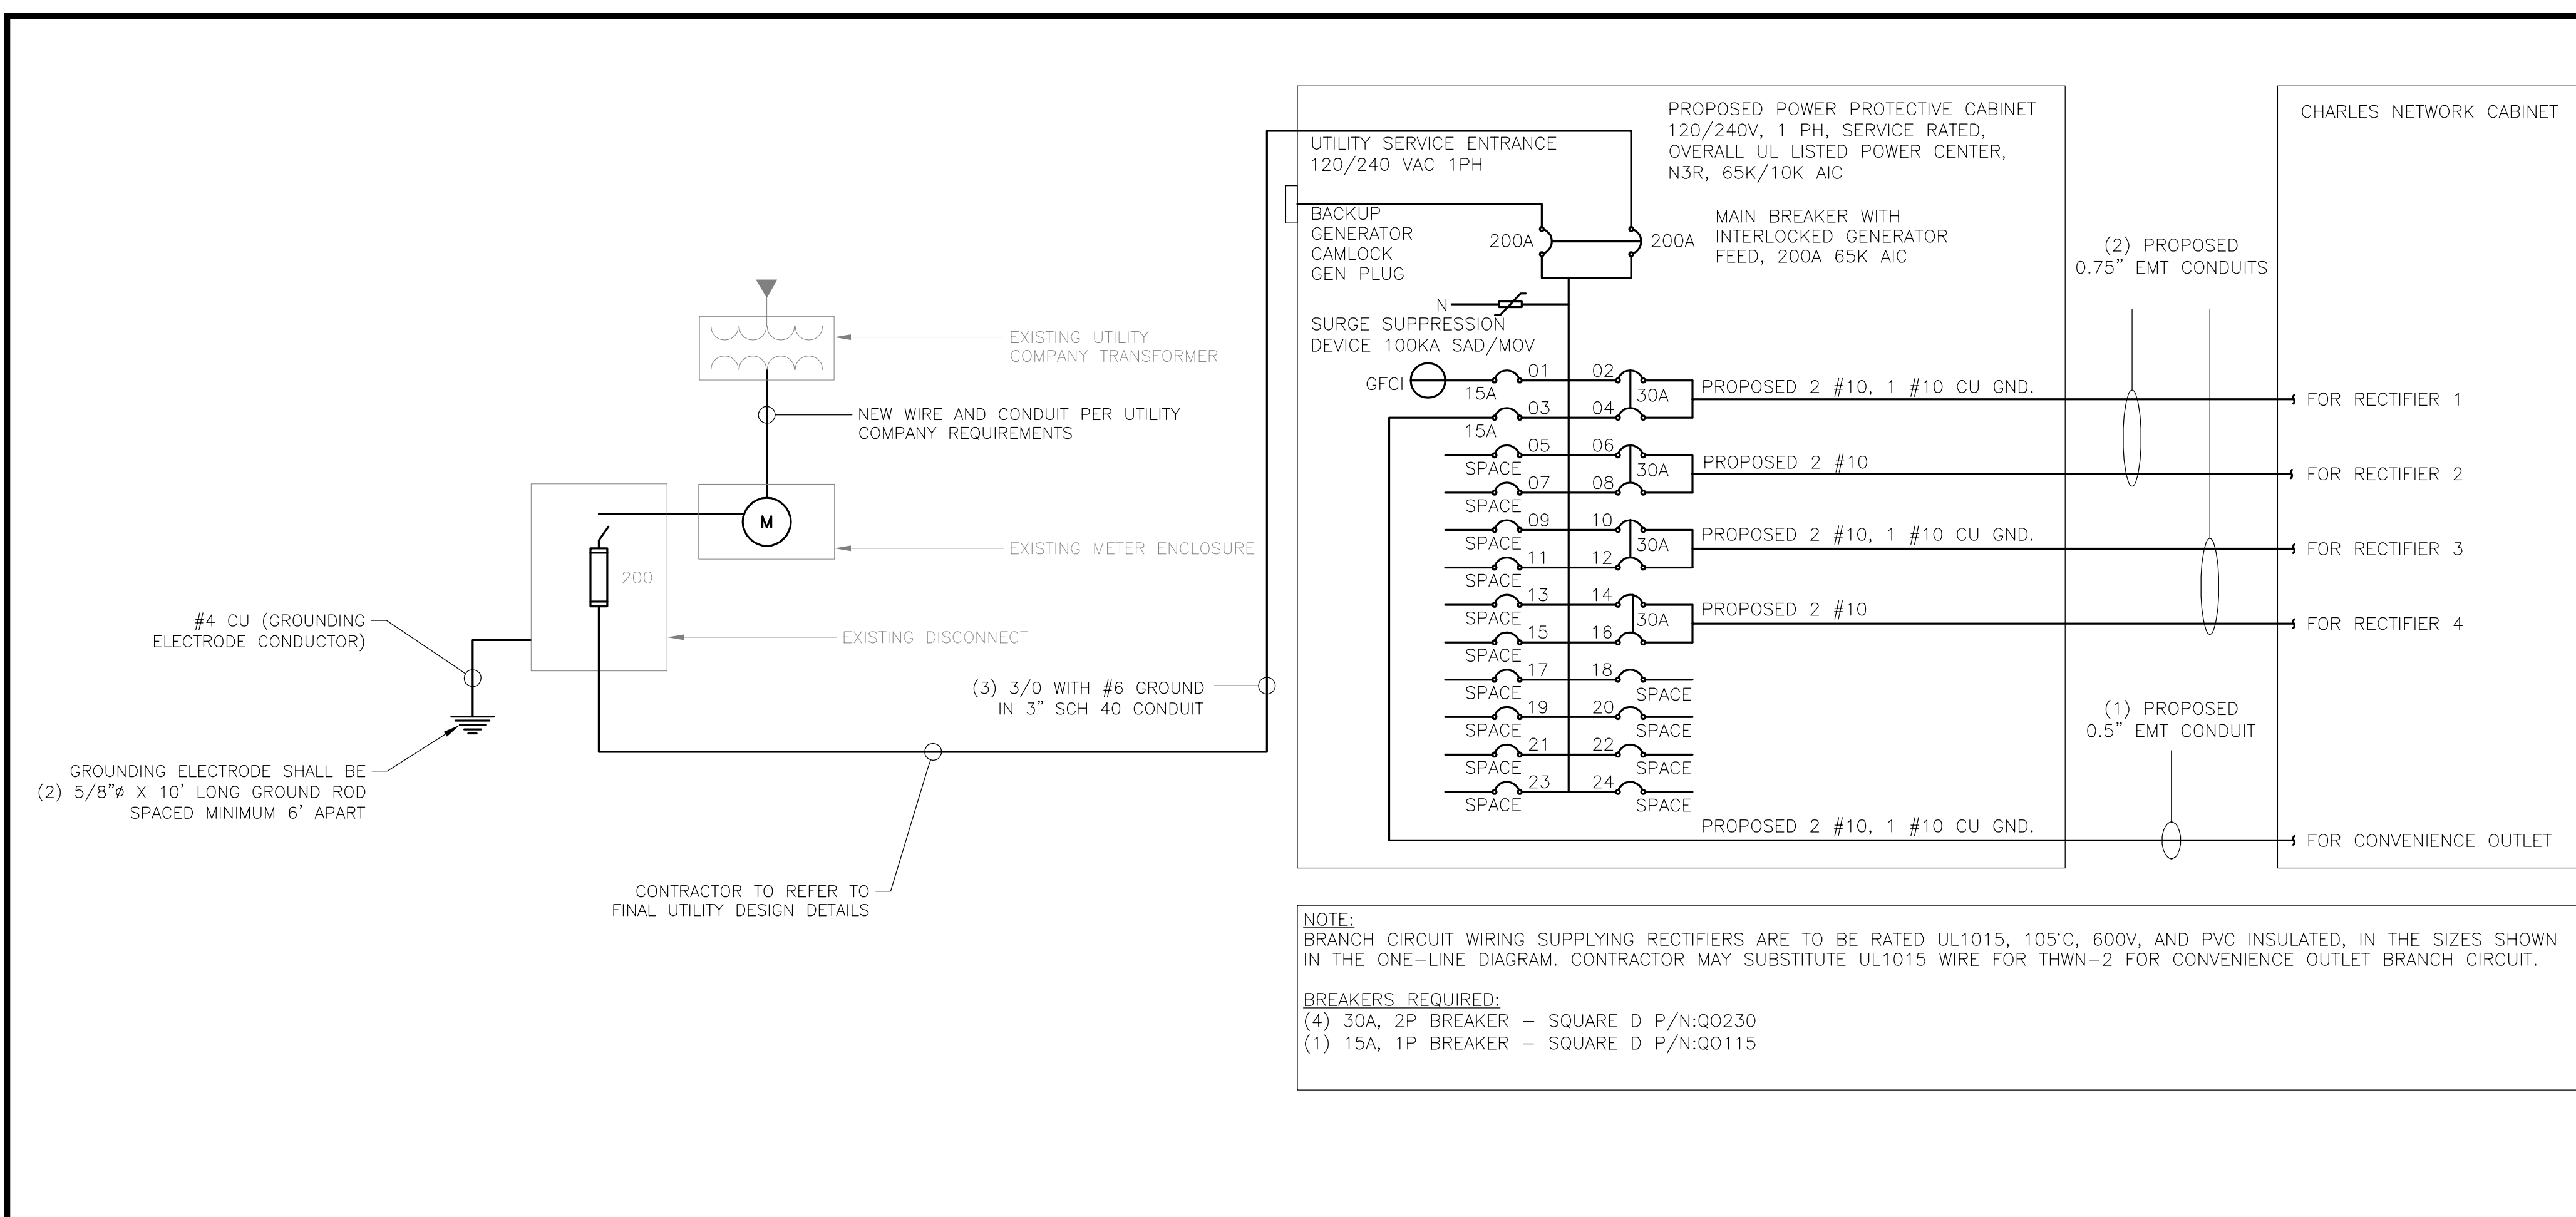 EXISTING UTILITY
COMPANY TRANSFORMER
NEW WIRE AND CONDUIT PER UTILITY
COMPANY REQUIREMENTS
M
EXISTING METER ENCLOSURE
200
EXISTING DISCONNECT
#4 CU (GROUNDING
ELECTRODE CONDUCTOR)
GROUNDING ELECTRODE SHALL BE
(2) 5/8"ø X 10' LONG GROUND ROD
SPACED MINIMUM 6' APART
(3) 3/0 WITH #6 GROUND
IN 3" SCH 40 CONDUIT
CONTRACTOR TO REFER TO
FINAL UTILITY DESIGN DETAILS
UTILITY SERVICE ENTRANCE
120/240 VAC 1PH
PROPOSED POWER PROTECTIVE CABINET
120/240V, 1 PH, SERVICE RATED,
OVERALL UL LISTED POWER CENTER,
N3R, 65K/10K AIC
BACKUP
GENERATOR
CAMLOCK
GEN PLUG
200A
200A
MAIN BREAKER WITH
INTERLOCKED GENERATOR
FEED, 200A 65K AIC
N
SURGE SUPPRESSION
DEVICE 100KA SAD/MOV
GFCI
15A
01
02
30A
PROPOSED 2 #10, 1 #10 CU GND.
15A
03
04
SPACE
05
06
30A
PROPOSED 2 #10
SPACE
07
08
SPACE
09
10
30A
PROPOSED 2 #10, 1 #10 CU GND.
SPACE
11
12
SPACE
13
14
30A
PROPOSED 2 #10
SPACE
15
16
SPACE
17
18
SPACE
SPACE
19
20
SPACE
SPACE
21
22
SPACE
SPACE
23
24
SPACE
PROPOSED 2 #10, 1 #10 CU GND.
(2) PROPOSED
0.75" EMT CONDUITS
(1) PROPOSED
0.5" EMT CONDUIT
CHARLES NETWORK CABINET
FOR RECTIFIER 1
FOR RECTIFIER 2
FOR RECTIFIER 3
FOR RECTIFIER 4
FOR CONVENIENCE OUTLET
NOTE:
BRANCH CIRCUIT WIRING SUPPLYING RECTIFIERS ARE TO BE RATED UL1015, 105°C, 600V, AND PVC INSULATED, IN THE SIZES SHOWN
IN THE ONE-LINE DIAGRAM. CONTRACTOR MAY SUBSTITUTE UL1015 WIRE FOR THWN-2 FOR CONVENIENCE OUTLET BRANCH CIRCUIT.
BREAKERS REQUIRED:
(4) 30A, 2P BREAKER - SQUARE D P/N:QO230
(1) 15A, 1P BREAKER - SQUARE D P/N:QO115